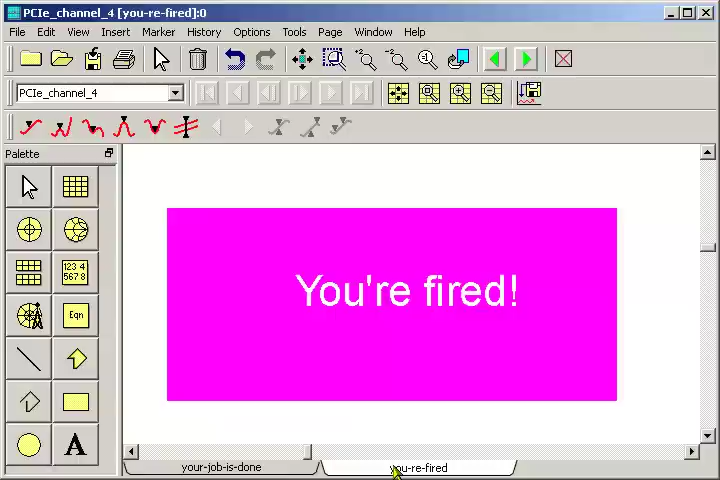 PCIe_channel_4 [you-re-fired]:0
File Edit View Insert Marker History Options Tools Page Window Help
PCIe_channel_4
Palette
123 4
567 8
Eqn
A
You're fired!
your-job-is-done you-re-fired